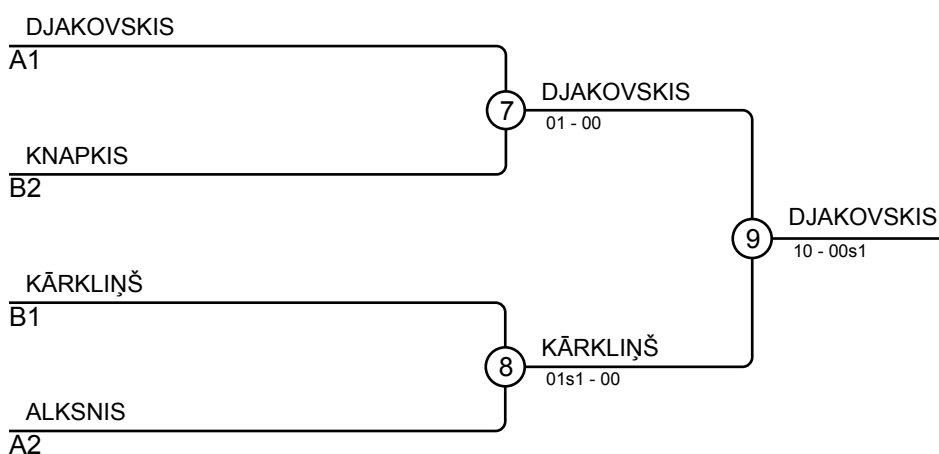 DJAKOVSKIS
A1
7
DJAKOVSKIS
01 - 00
KNAPKIS
B2
9
DJAKOVSKIS
10 - 00s1
KĀRKLIŅŠ
B1
8
KĀRKLIŅŠ
01s1 - 00
ALKSNIS
A2